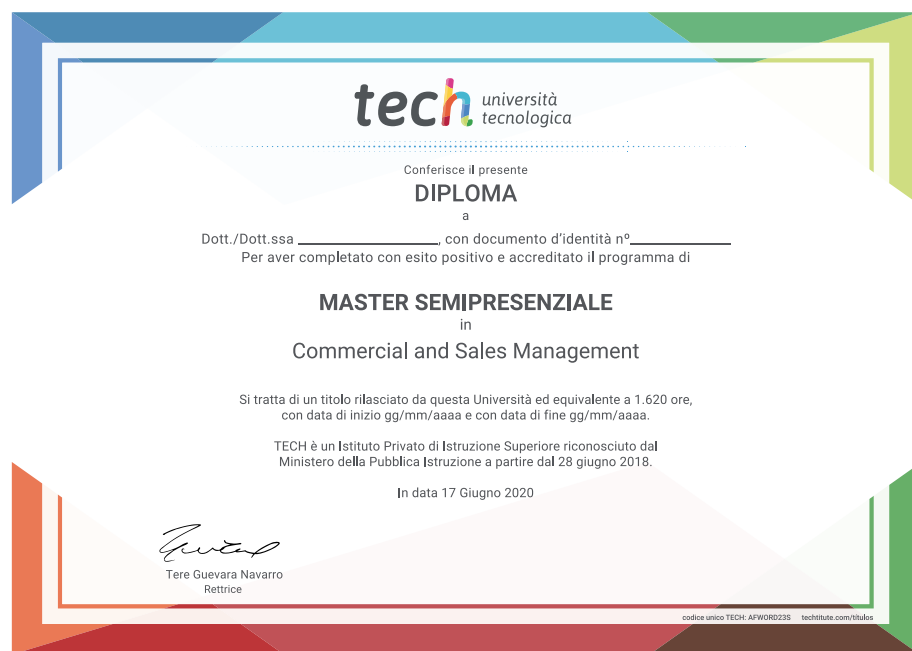 tech università
tecnologica
Conferisce il presente
DIPLOMA
a
Dott./Dott.ssa ________________, con documento d’identità nº____________
Per aver completato con esito positivo e accreditato il programma di
MASTER SEMIPRESENZIALE
in
Commercial and Sales Management
Si tratta di un titolo rilasciato da questa Università ed equivalente a 1.620 ore,
con data di inizio gg/mm/aaaa e con data di fine gg/mm/aaaa.
TECH è un Istituto Privato di Istruzione Superiore riconosciuto dal
Ministero della Pubblica Istruzione a partire dal 28 giugno 2018.
In data 17 Giugno 2020
Tere Guevara Navarro
Rettrice
codice unico TECH: AFWORD23S techtitute.com/titulos